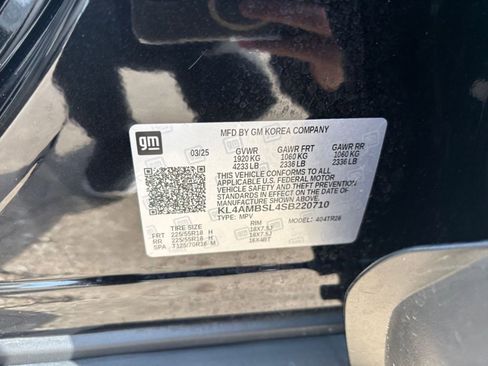 gm
MFD BY GM KOREA COMPANY
03/25 GVWR GAWR FRT GAWR RR
1920 KG 1060 KG 1060 KG
4233 LB 2336 LB 2336 LB
THIS VEHICLE CONFORMS TO ALL
APPLICABLE U.S. FEDERAL MOTOR
VEHICLE SAFETY AND THEFT PREVENTION
STANDARDS IN EFFECT ON THE DATE OF
MANUFACTURE SHOWN ABOVE.
KL4AMBSL4SB220710
TYPE: MPV MODEL: 404TR26
TIRE SIZE RIM
FRT 225/55R18 H 18X7.5J
RR 225/55R18 H 18X7.5J
SPA T125/70R16 M 16X4BT